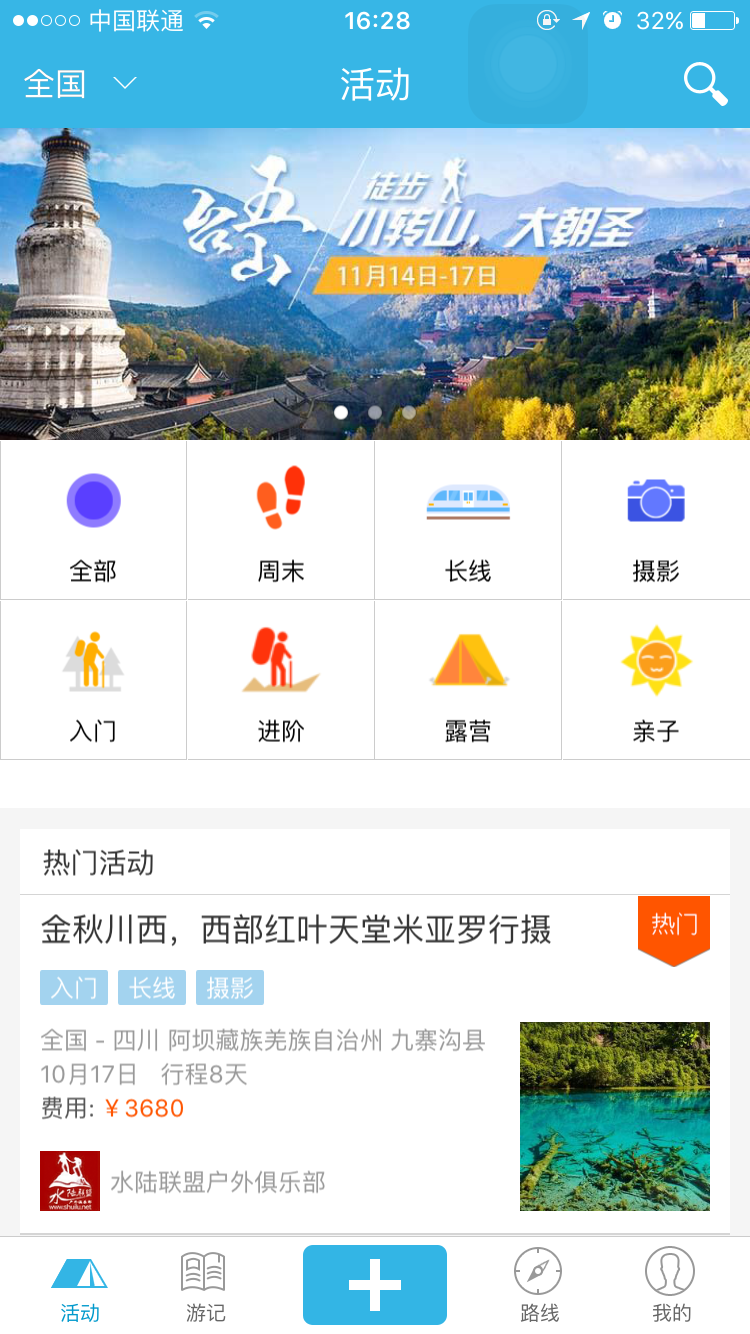 中国联通
16:28
32%
全国
活动
五台山
徒步
小转山，大朝圣
11月14日-17日
全部
周末
长线
摄影
入门
进阶
露营
亲子
热门活动
金秋川西，西部红叶天堂米亚罗行摄
热门
入门 长线 摄影
全国 - 四川 阿坝藏族羌族自治州 九寨沟县
10月17日 行程8天
费用: ¥3680
水陆联盟
www.shuilu.net
水陆联盟户外俱乐部
活动
游记
路线
我的